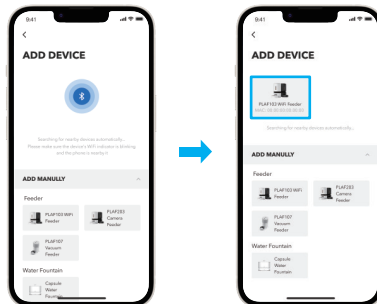 9:41
ADD DEVICE
Searching for nearby devices automatically...
Please make sure the device's WiFi indicator is blinking
and the phone is nearby it
ADD MANULLY
Feeder
PLAF103 WiFi
Feeder
PLAF203
Camera
Feeder
PLAF107
Vacuum
Feeder
Water Fountain
Capsule
Water
Fountain
9:41
ADD DEVICE
PLAF103 WiFi Feeder
Searching for nearby devices automatically...
ADD MANUALLY
Feeder
PLAF103 WiFi
Feeder
PLAF203
Camera
Feeder
PLAF107
Vacuum
Feeder
Water Fountain
Capsule
Water
Fountain